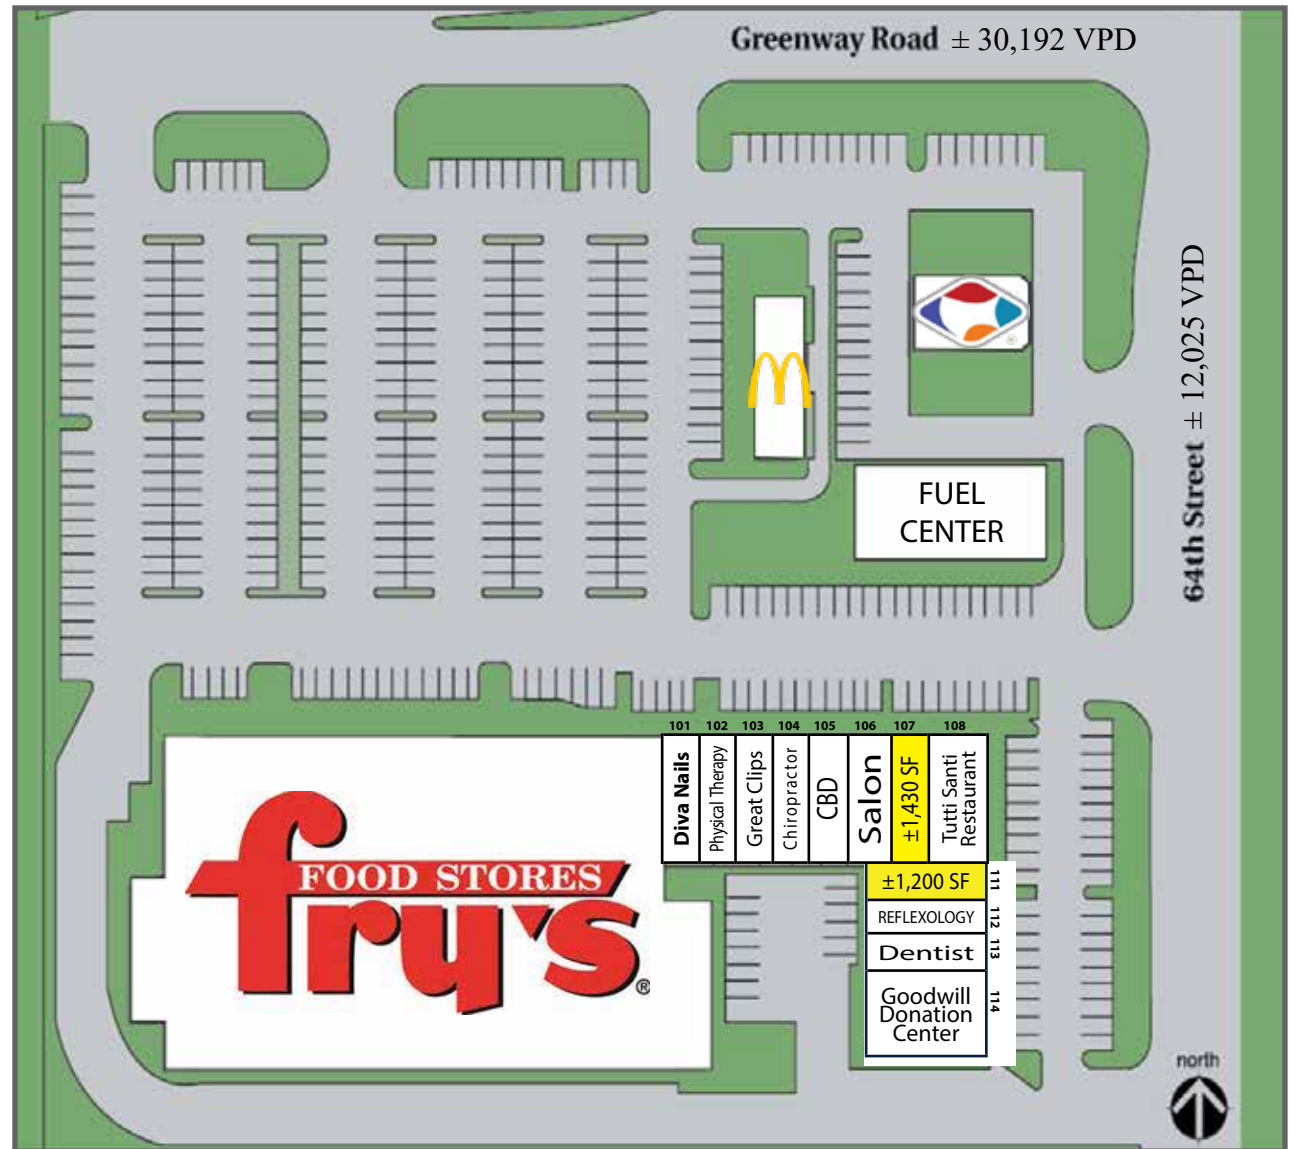 Greenway Road ± 30,192 VPD
64th Street ± 12,025 VPD
FUEL
CENTER
101
102
103
104
105
106
107
108
Diva Nails
Physical Therapy
Great Clips
Chiropractor
CBD
Salon
±1,430 SF
Tutti Santi
Restaurant
±1,200 SF
111
REFLEXOLOGY
112
Dentist
113
Goodwill
Donation
Center
114
fry's
FOOD STORES
®
®
north